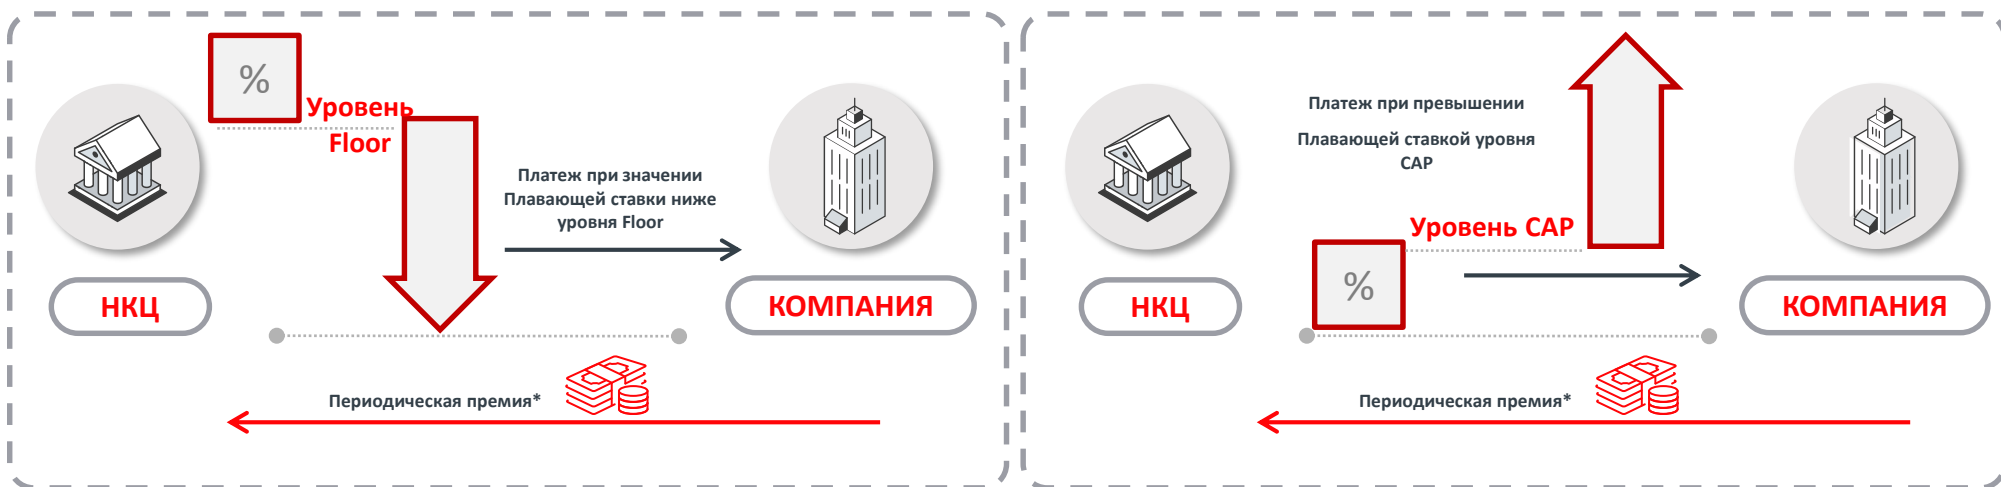 %
Уровень
Floor
Платеж при значении
Плавающей ставки ниже
уровня Floor
НКЦ
КОМПАНИЯ
Периодическая премия*
Платеж при превышении
Плавающей ставкой уровня
CAP
Уровень CAP
%
НКЦ
КОМПАНИЯ
Периодическая премия*